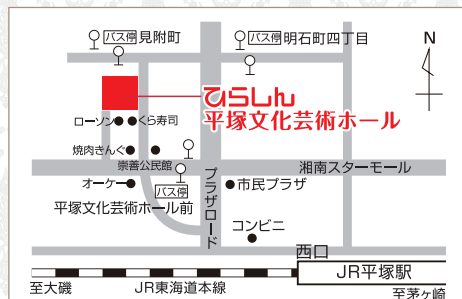 バス停 見附町
バス停 明石町四丁目
N
ひらしん
平塚文化芸術ホール
ローソン
くら寿司
焼肉きんぐ
崇善公民館
湘南スターモール
オーケー
バス停
平塚文化芸術ホール前
プラザロード
市民プラザ
コンビニ
西口
JR平塚駅
至大磯
JR東海道本線
至茅ヶ崎